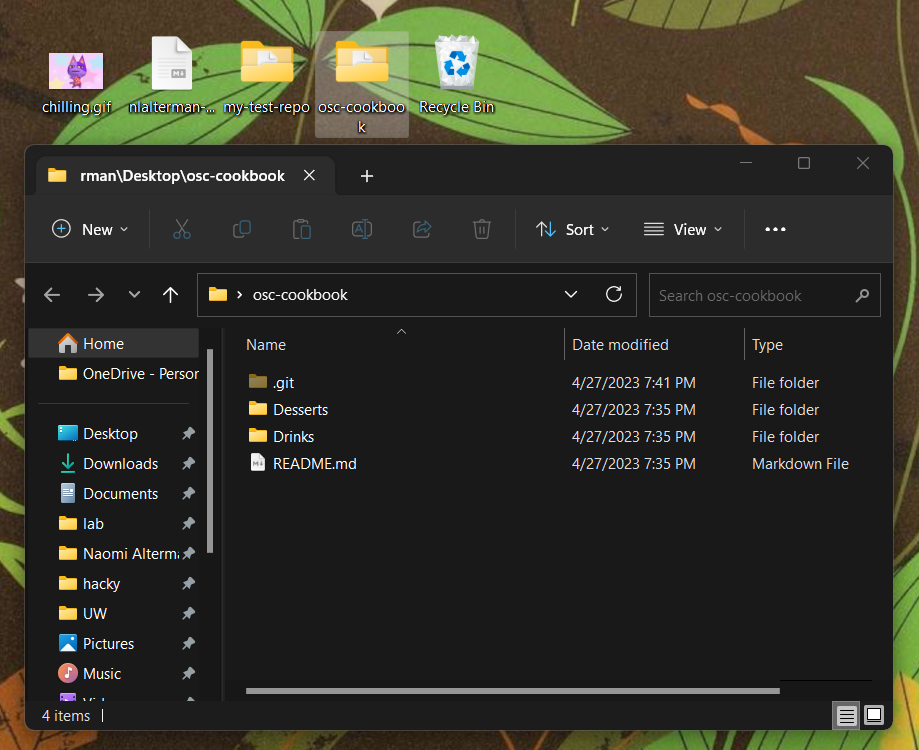 chilling.gif
nlalterman-...
my-test-repo
osc-cookboo
k
Recycle Bin
rman\Desktop\osc-cookbook
New
Sort
View
osc-cookbook
Search osc-cookbook
Home
OneDrive - Persor
Desktop
Downloads
Documents
lab
Naomi Alterma
hacky
UW
Pictures
Music
Name Date modified Type
.git 4/27/2023 7:41 PM File folder
Desserts 4/27/2023 7:35 PM File folder
Drinks 4/27/2023 7:35 PM File folder
README.md 4/27/2023 7:35 PM Markdown File
4 items